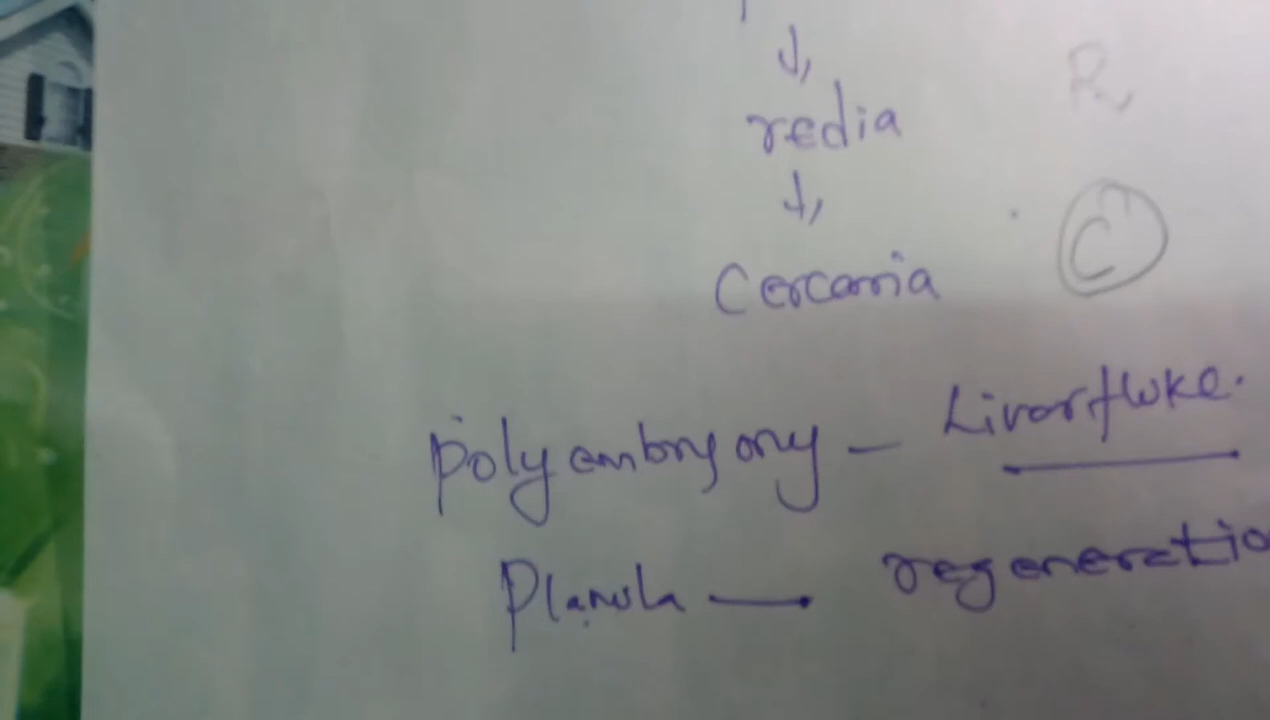 ↓
redia
↓
Cercaria
C
Polyembryony — Liverfluke.
Planula — regeneratio